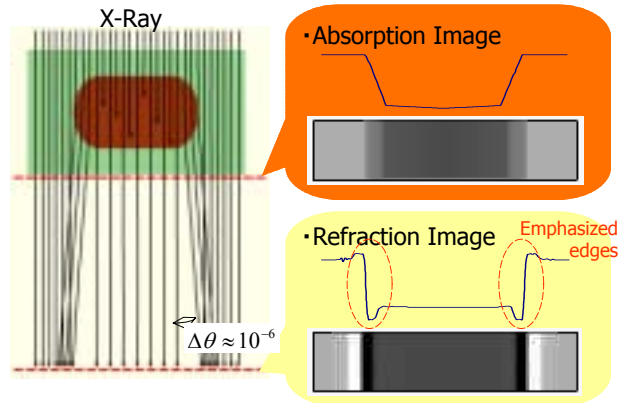 X-Ray
·Absorption Image
·Refraction Image
Emphasized
edges
Δθ ≈ 10⁻⁶